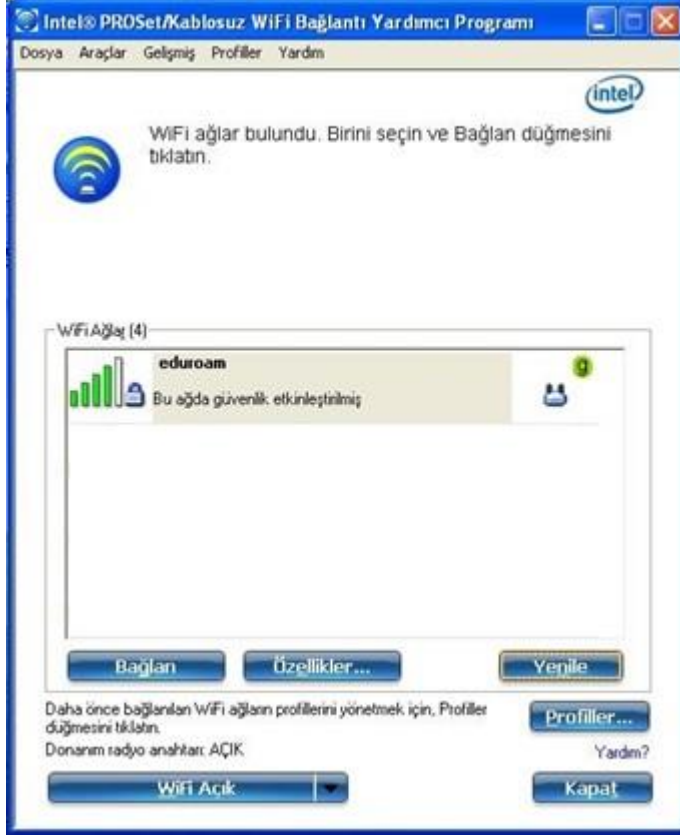 Intel® PROSet/Kablosuz WiFi Bağlantı Yardımcı Programı
Dosya Araçlar Gelişmiş Profiller Yardım
intel
WiFi ağlar bulundu. Birini seçin ve Bağlan düğmesini
tıklatın.
WiFi Ağlar (4)
eduroam
g
Bu ağda güvenlik etkinleştirilmiş
Bağlan Özellikler... Yenile
Daha önce bağlanılan WiFi ağların profillerini yönetmek için, Profiller
düğmesini tıklatın.
Profiller...
Donanım radyo anahtarı: AÇIK
Yardım?
WiFi Açık
Kapat